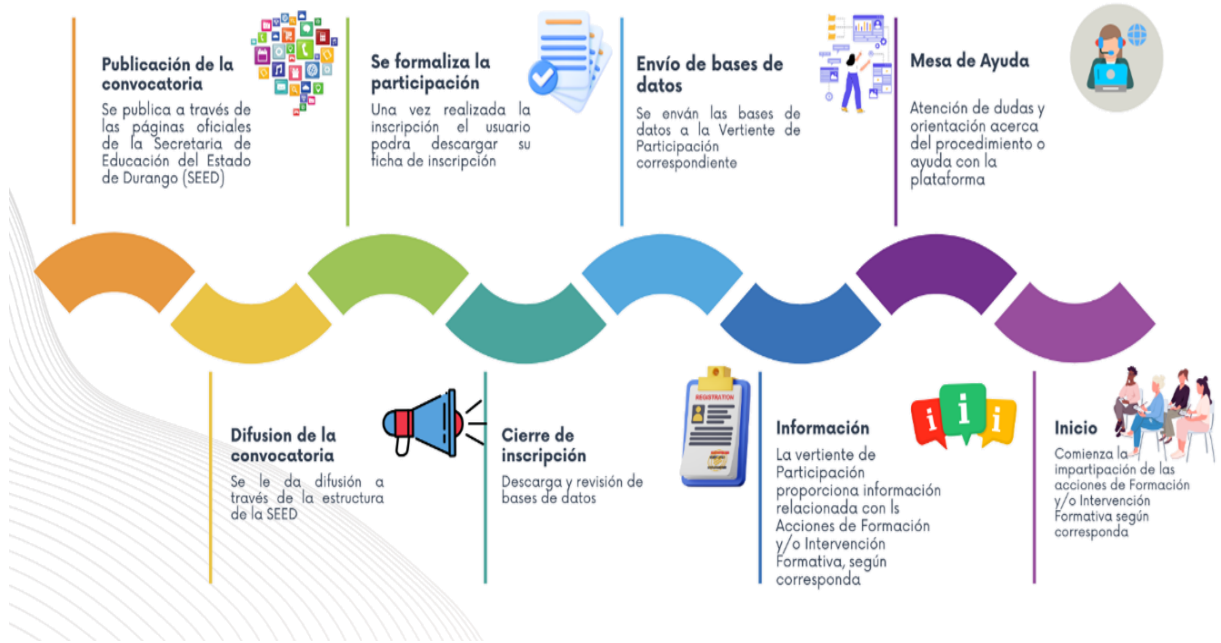 Publicación de la
convocatoria
Se publica a través de
las páginas oficiales
de la Secretaria de
Educación del Estado
de Durango (SEED)
Difusion de la
convocatoria
Se le da difusión a
través de la estructura
de la SEED
Se formaliza la
participación
Una vez realizada la
inscripción el usuario
podra descargar su
ficha de inscripción
Cierre de
inscripción
Descarga y revisión de
bases de datos
REGISTRATION
Envío de bases de
datos
Se enván las bases de
datos a la Vertiente de
Participación
correspondiente
Información
La vertiente de
Participación
proporciona información
relacionada con ls
Acciones de Formación
y/o Intervención
Formativa, según
corresponda
i
i
i
Mesa de Ayuda
Atención de dudas y
orientación acerca
del procedimiento o
ayuda con la
plataforma
Inicio
Comienza la
impartipación de las
acciones de Formación
y/o Intervención
Formativa según
corresponda